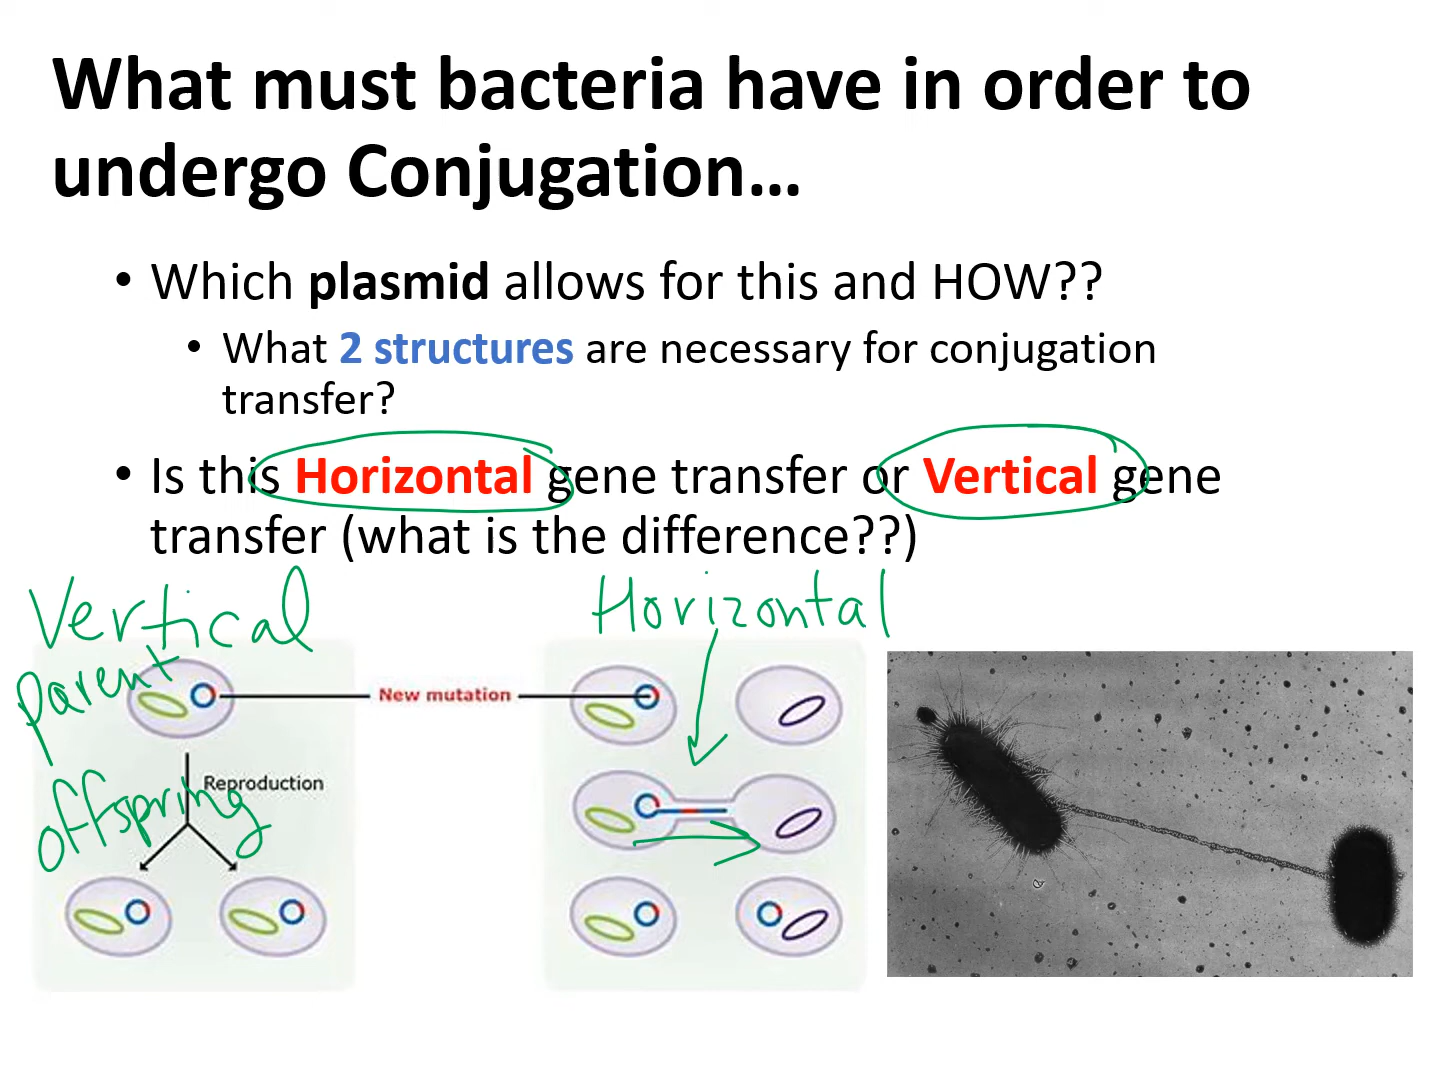 What must bacteria have in order to
undergo Conjugation…
• Which plasmid allows for this and HOW??
• What 2 structures are necessary for conjugation
transfer?
• Is this Horizontal gene transfer or Vertical gene
transfer (what is the difference??)
Vertical
parent
offspring
Reproduction
New mutation
Horizontal